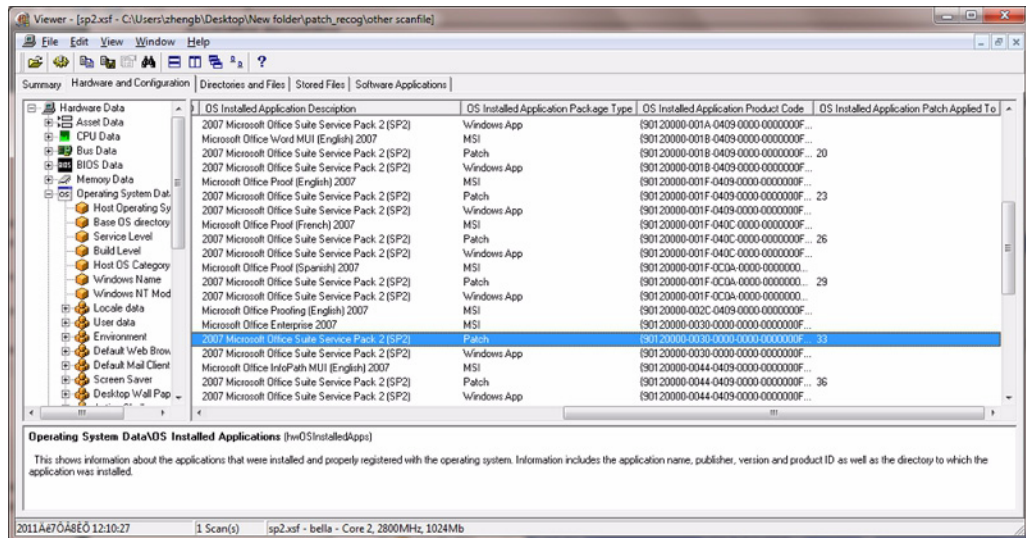 Viewer - [sp2.xsf - C:\Users\zhengb\Desktop\New folder\patch_recog\other scanfile]
File Edit View Window Help
Summary Hardware and Configuration Directories and Files Stored Files Software Applications
Hardware Data
Asset Data
CPU Data
Bus Data
BIOS Data
Memory Data
Operating System Dat
Host Operating Sy
Base OS directory
Service Level
Build Level
Host OS Category
Windows Name
Windows NT Mod
Locale data
User data
Environment
Default Web Brow
Default Mail Client
Screen Saver
Desktop Wall Pap
OS Installed Application Description OS Installed Application Package Type OS Installed Application Product Code OS Installed Application Patch Applied To
2007 Microsoft Office Suite Service Pack 2 (SP2) Windows App {90120000-001A-0409-0000-0000000F...
Microsoft Office Word MUI (English) 2007 MSI {90120000-001B-0409-0000-0000000F...
2007 Microsoft Office Suite Service Pack 2 (SP2) Patch {90120000-001B-0409-0000-0000000F... 20
2007 Microsoft Office Suite Service Pack 2 (SP2) Windows App {90120000-001B-0409-0000-0000000F...
Microsoft Office Proof (English) 2007 MSI {90120000-001F-0409-0000-0000000F...
2007 Microsoft Office Suite Service Pack 2 (SP2) Patch {90120000-001F-0409-0000-0000000F... 23
2007 Microsoft Office Suite Service Pack 2 (SP2) Windows App {90120000-001F-0409-0000-0000000F...
Microsoft Office Proof (French) 2007 MSI {90120000-001F-040C-0000-0000000F...
2007 Microsoft Office Suite Service Pack 2 (SP2) Patch {90120000-001F-040C-0000-0000000F... 26
2007 Microsoft Office Suite Service Pack 2 (SP2) Windows App {90120000-001F-040C-0000-0000000F...
Microsoft Office Proof (Spanish) 2007 MSI {90120000-001F-0C0A-0000-0000000...
2007 Microsoft Office Suite Service Pack 2 (SP2) Patch {90120000-001F-0C0A-0000-0000000... 29
2007 Microsoft Office Suite Service Pack 2 (SP2) Windows App {90120000-001F-0C0A-0000-0000000...
Microsoft Office Proofing (English) 2007 MSI {90120000-002C-0409-0000-0000000F...
Microsoft Office Enterprise 2007 MSI {90120000-0030-0000-0000-0000000F...
2007 Microsoft Office Suite Service Pack 2 (SP2) Patch {90120000-0030-0000-0000-0000000F... 33
2007 Microsoft Office Suite Service Pack 2 (SP2) Windows App {90120000-0030-0000-0000-0000000F...
Microsoft Office InfoPath MUI (English) 2007 MSI {90120000-0044-0409-0000-0000000F...
2007 Microsoft Office Suite Service Pack 2 (SP2) Patch {90120000-0044-0409-0000-0000000F... 36
2007 Microsoft Office Suite Service Pack 2 (SP2) Windows App {90120000-0044-0409-0000-0000000F...
Operating System Data\OS Installed Applications (hwOSInstalledApps)
This shows information about the applications that were installed and properly registered with the operating system. Information includes the application name, publisher, version and product ID as well as the directory to which the
application was installed.
2011Äê7ÔÂ8ÈÕ 12:10:27 1 Scan(s) sp2.xsf - bella - Core 2, 2800MHz, 1024Mb